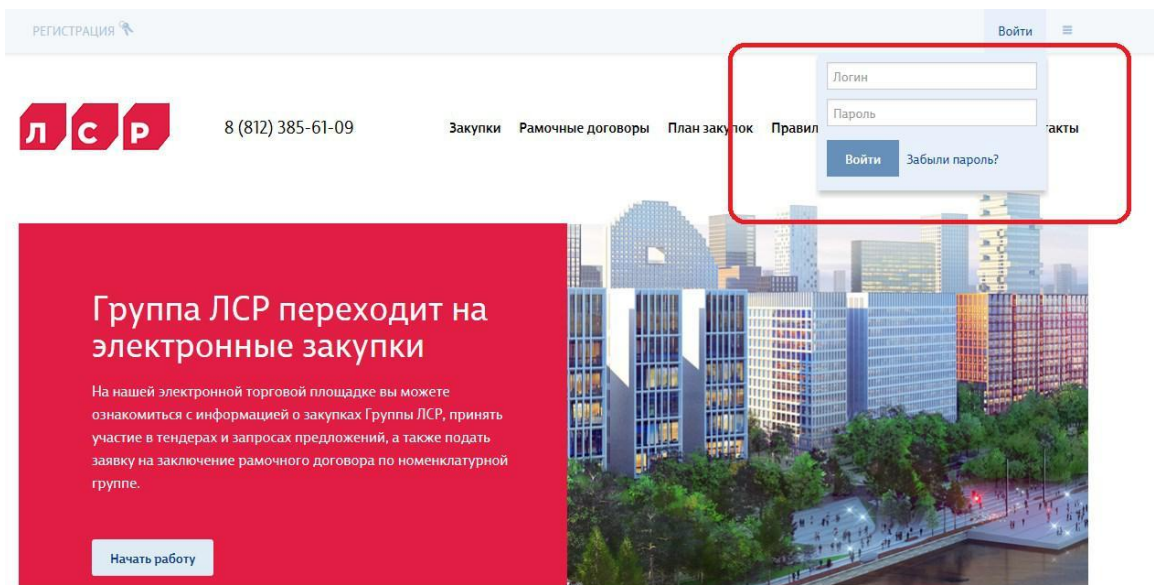 РЕГИСТРАЦИЯ
Войти
Логин
Пароль
Войти Забыли пароль?
ЛСР
8 (812) 385-61-09
Закупки Рамочные договоры План закупок
Группа ЛСР переходит на
электронные закупки
На нашей электронной торговой площадке вы можете
ознакомиться с информацией о закупках Группы ЛСР, принять
участие в тендерах и запросах предложений, а также подать
заявку на заключение рамочного договора по номенклатурной
группе.
Начать работу